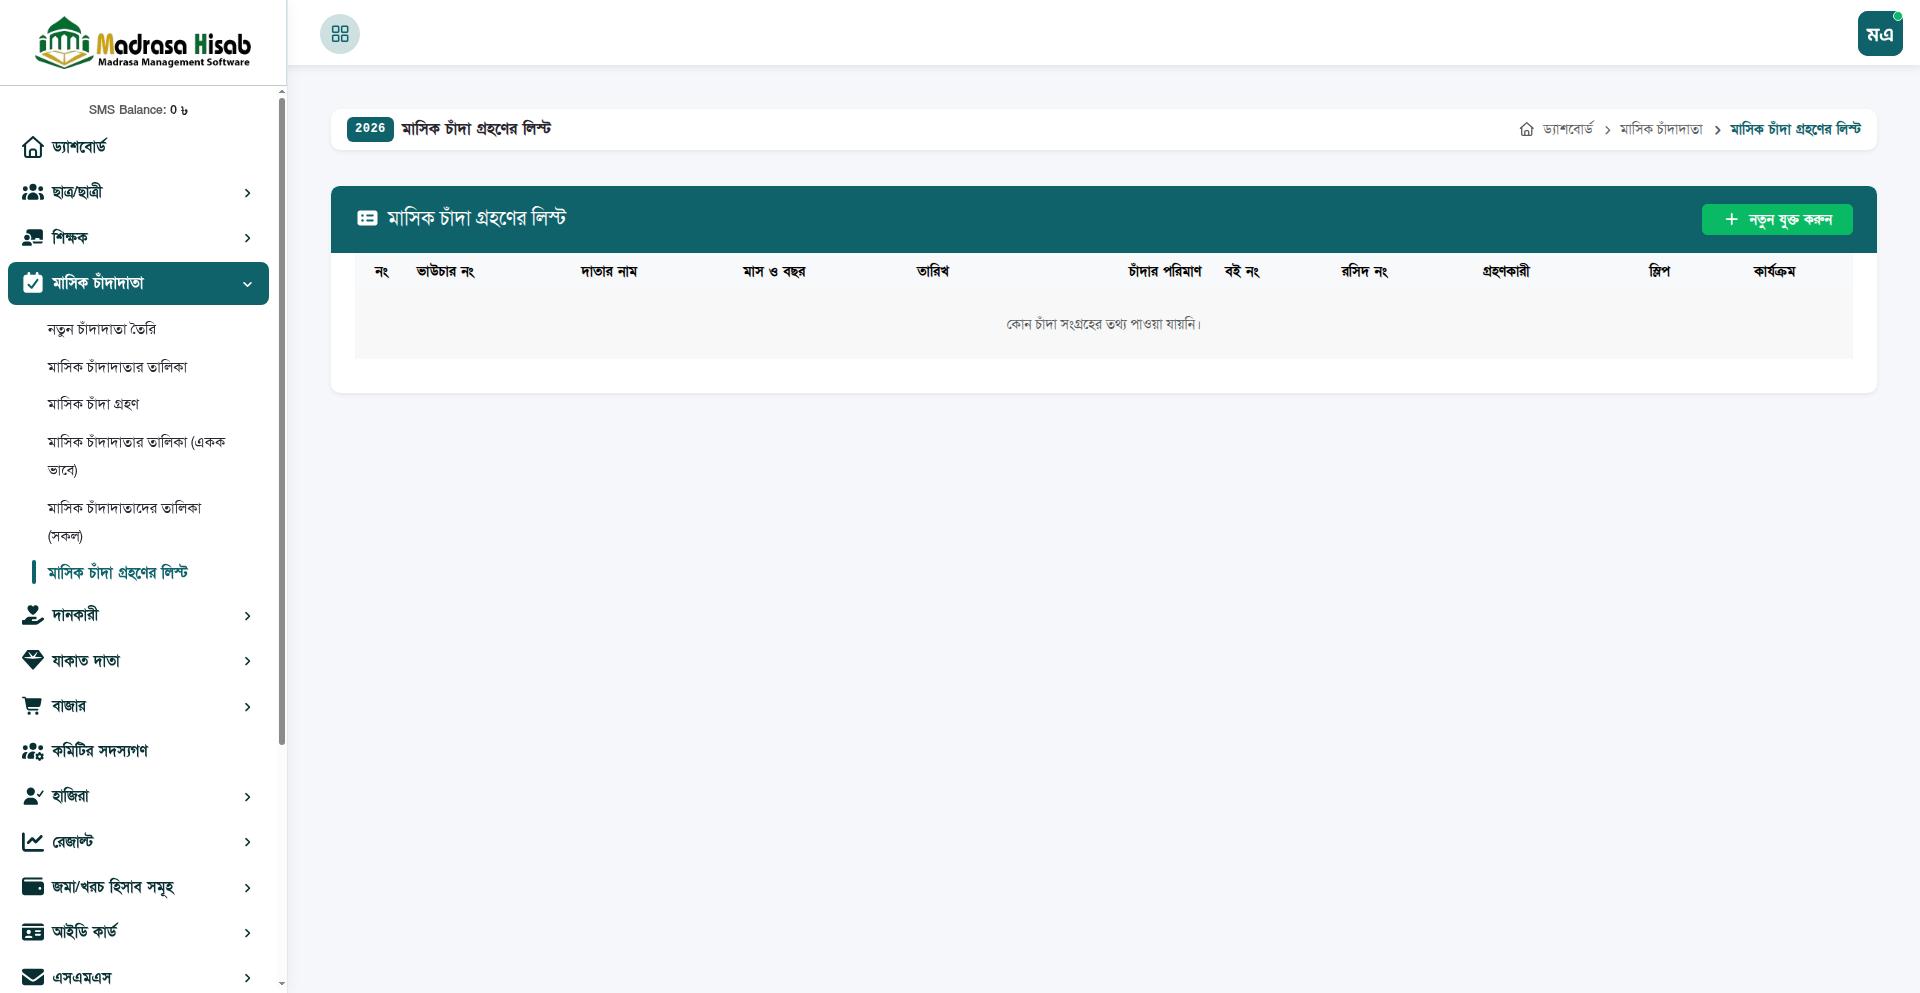 Madrasa Hisab
Madrasa Management Software
SMS Balance: 0 ৳
ড্যাশবোর্ড
ছাত্র/ছাত্রী
শিক্ষক
মাসিক চাঁদাদাতা
নতুন চাঁদাদাতা তৈরি
মাসিক চাঁদাদাতার তালিকা
মাসিক চাঁদা গ্রহণ
মাসিক চাঁদাদাতার তালিকা (একক
ভাবে)
মাসিক চাঁদাদাতাদের তালিকা
(সকল)
মাসিক চাঁদা গ্রহণের লিস্ট
দানকারী
যাকাত দাতা
বাজার
কমিটির সদস্যগণ
হাজিরা
রেজাল্ট
জমা/খরচ হিসাব সমূহ
আইডি কার্ড
এসএমএস
মএ
2026 মাসিক চাঁদা গ্রহণের লিস্ট
ড্যাশবোর্ড > মাসিক চাঁদাদাতা > মাসিক চাঁদা গ্রহণের লিস্ট
মাসিক চাঁদা গ্রহণের লিস্ট
+ নতুন যুক্ত করুন
নং ভাউচার নং দাতার নাম মাস ও বছর তারিখ চাঁদার পরিমাণ বই নং রসিদ নং গ্রহণকারী স্লিপ কার্যক্রম
কোন চাঁদা সংগ্রহের তথ্য পাওয়া যায়নি।